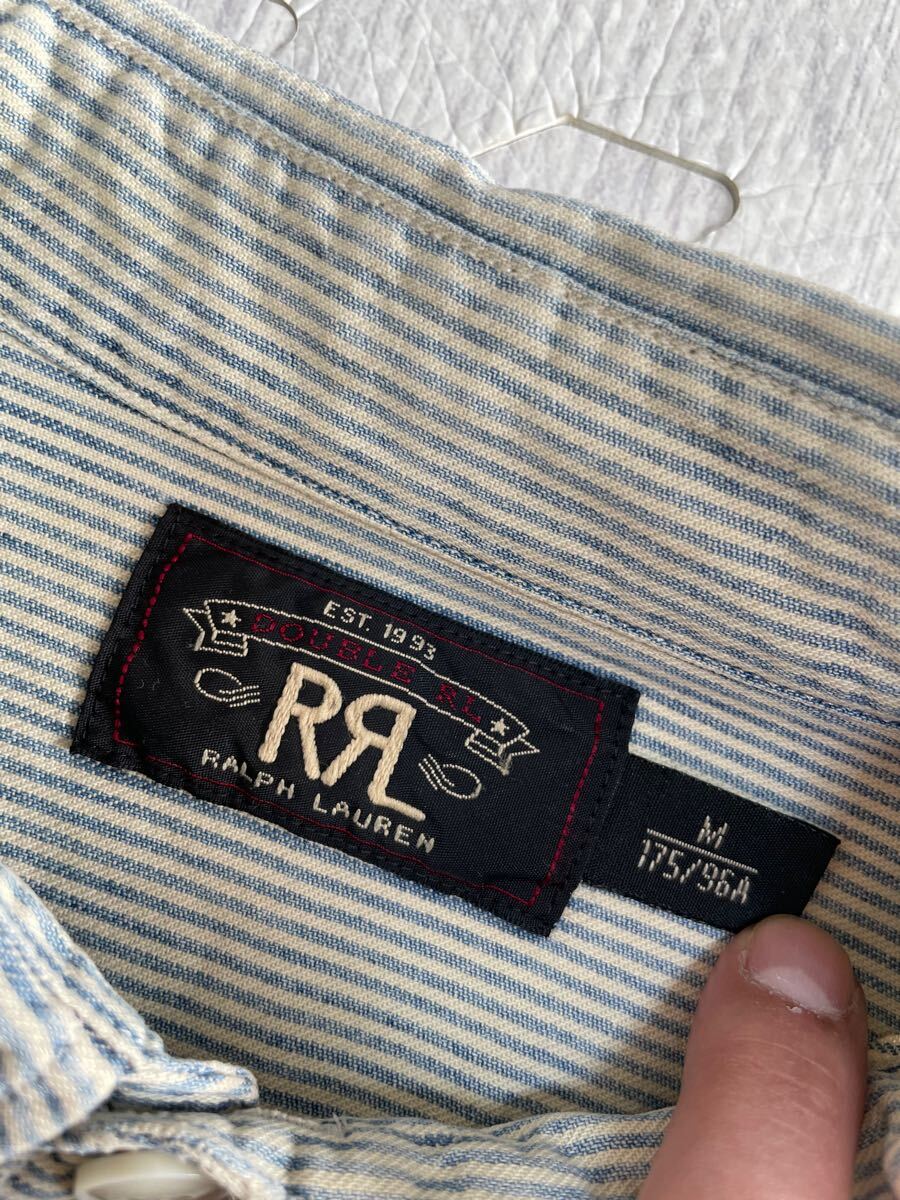 EST. 1993
DOUBLE RL
RRL
RALPH LAUREN
M
175/96A